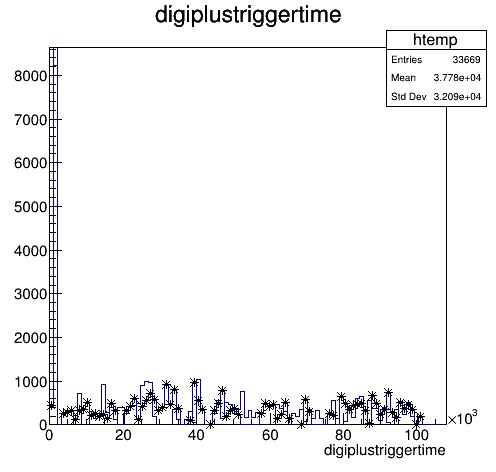 digiplustriggertime
htemp
Entries 33669
Mean 3.778e+04
Std Dev 3.209e+04
8000
7000
6000
5000
4000
3000
2000
1000
0
0 20 40 60 80 100
×10³
digiplustriggertime